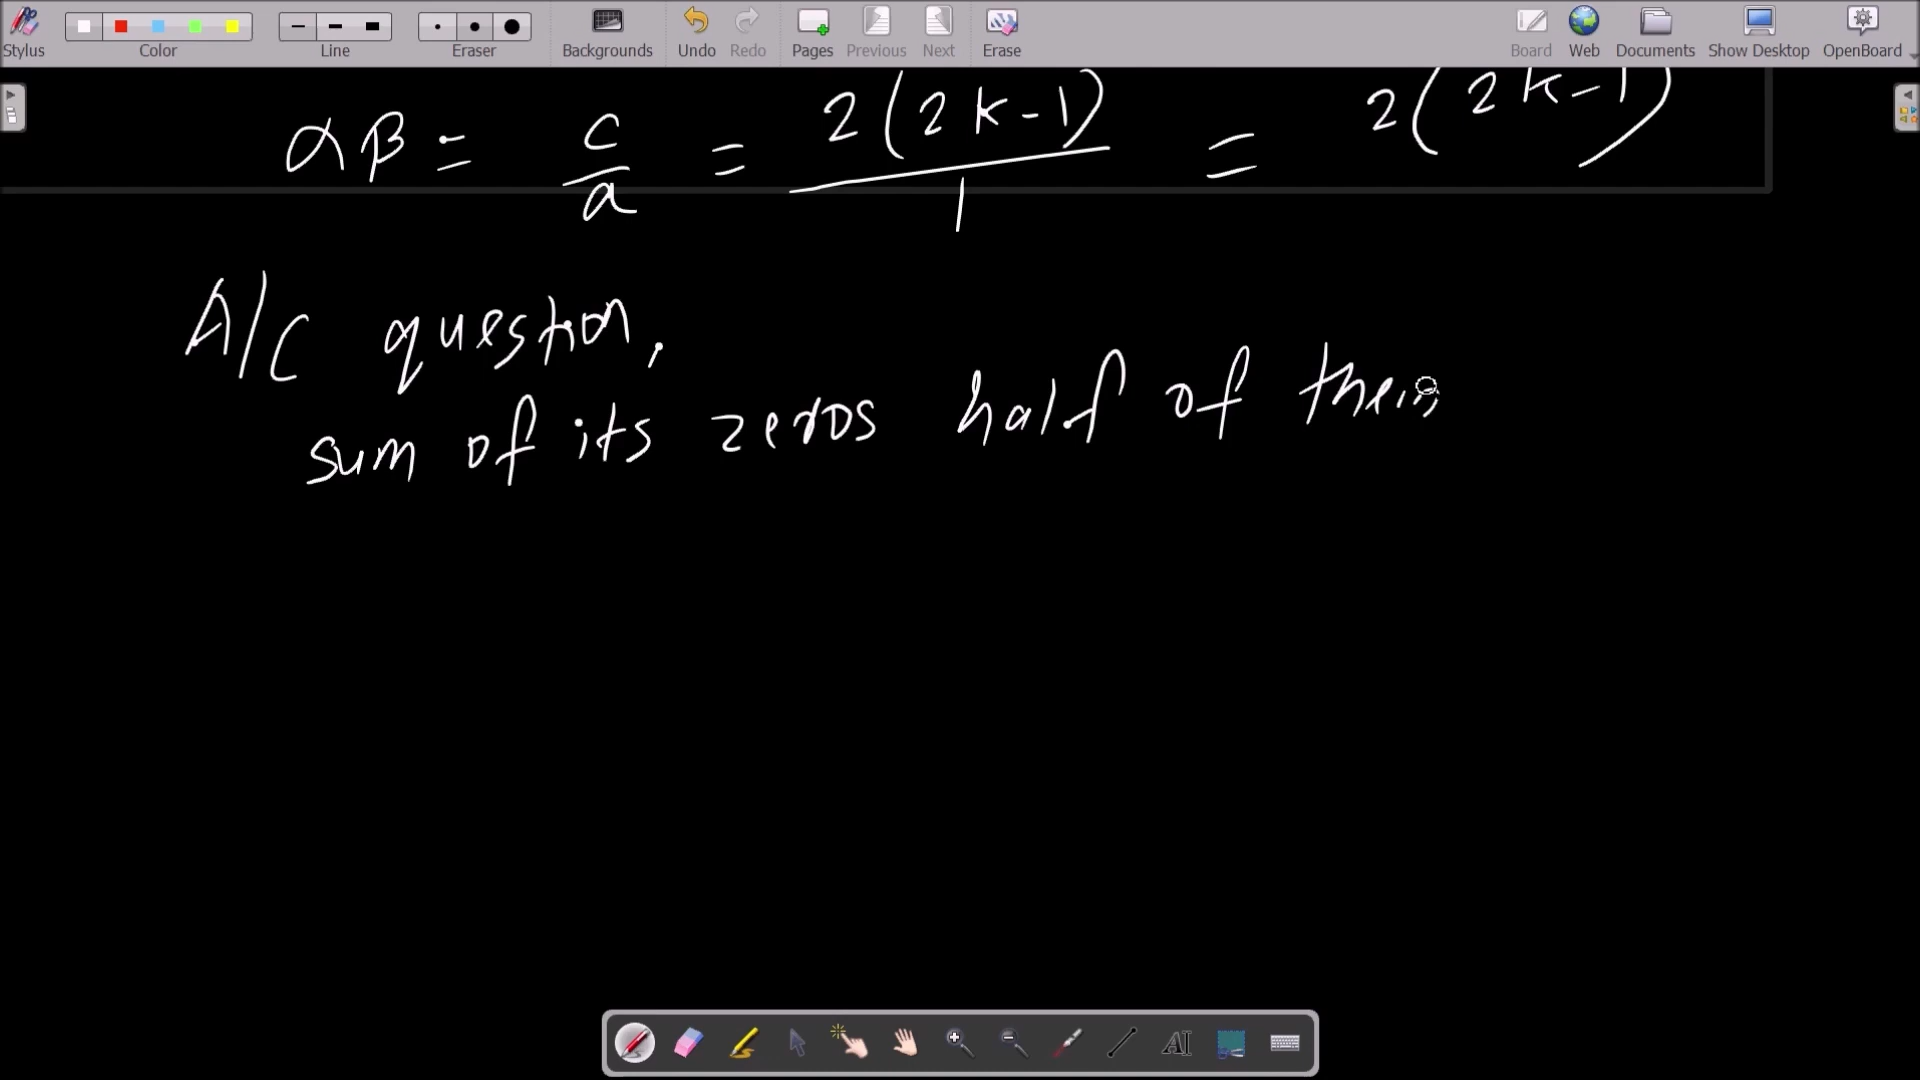 Stylus Color Line Eraser Backgrounds Undo Redo Pages Previous Next Erase Board Web Documents Show Desktop OpenBoard
αβ = c/a = 2(2k-1)/1 = 2(2k-1)
A/C question,
sum of its zeros half of their
AI